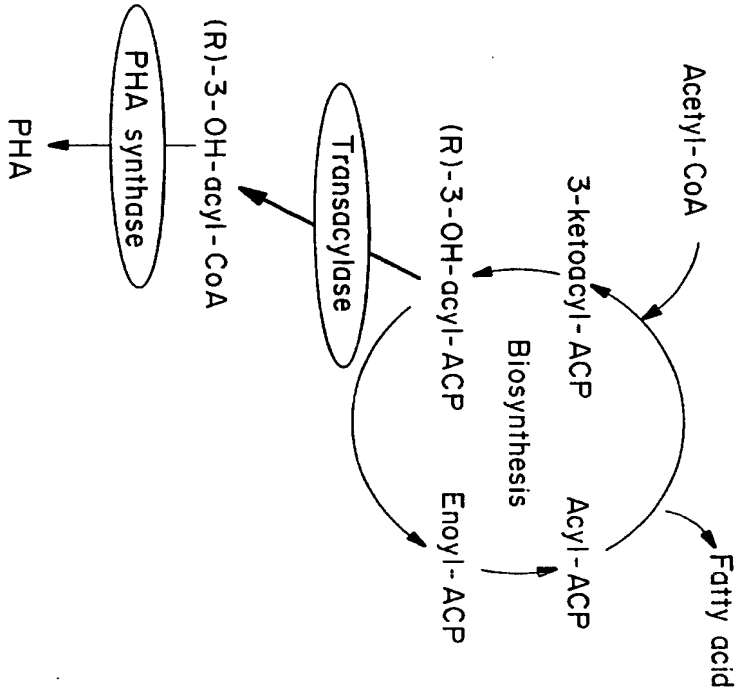 Acetyl-CoA
Fatty acid
3-ketoacyl-ACP
Acyl-ACP
Biosynthesis
(R)-3-OH-acyl-ACP
Enoyl-ACP
Transacylase
(R)-3-OH-acyl-CoA
PHA synthase
PHA